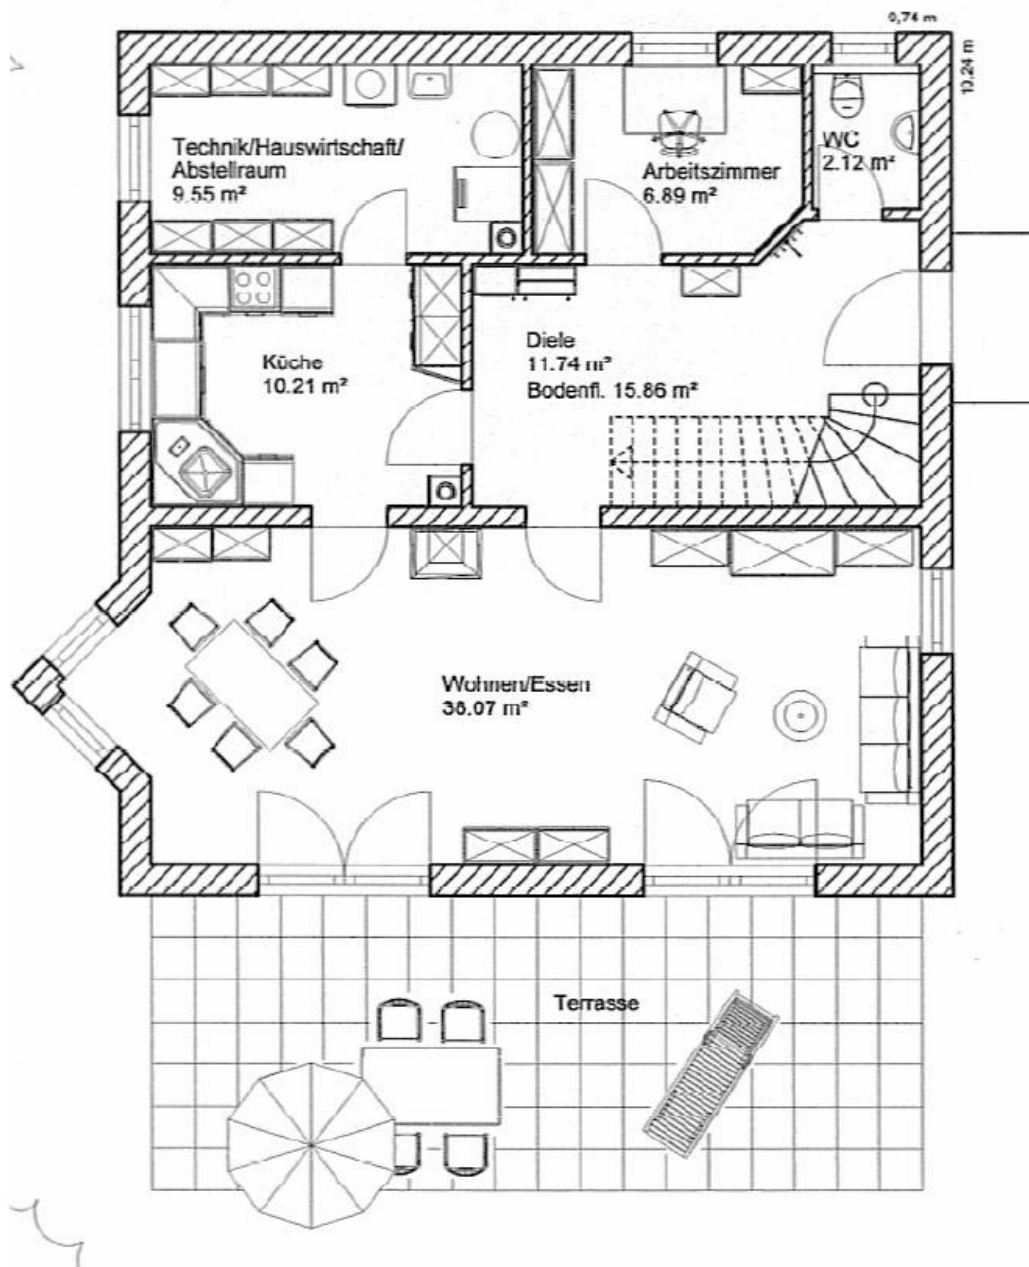 0,74 m
10.24 m
Technik/Hauswirtschaft/
Abstellraum
9.55 m²
Arbeitszimmer
6.89 m²
WC
2.12 m²
Küche
10.21 m²
Diele
11.74 m²
Bodenfl. 15.86 m²
Wohnen/Essen
36.07 m²
Terrasse